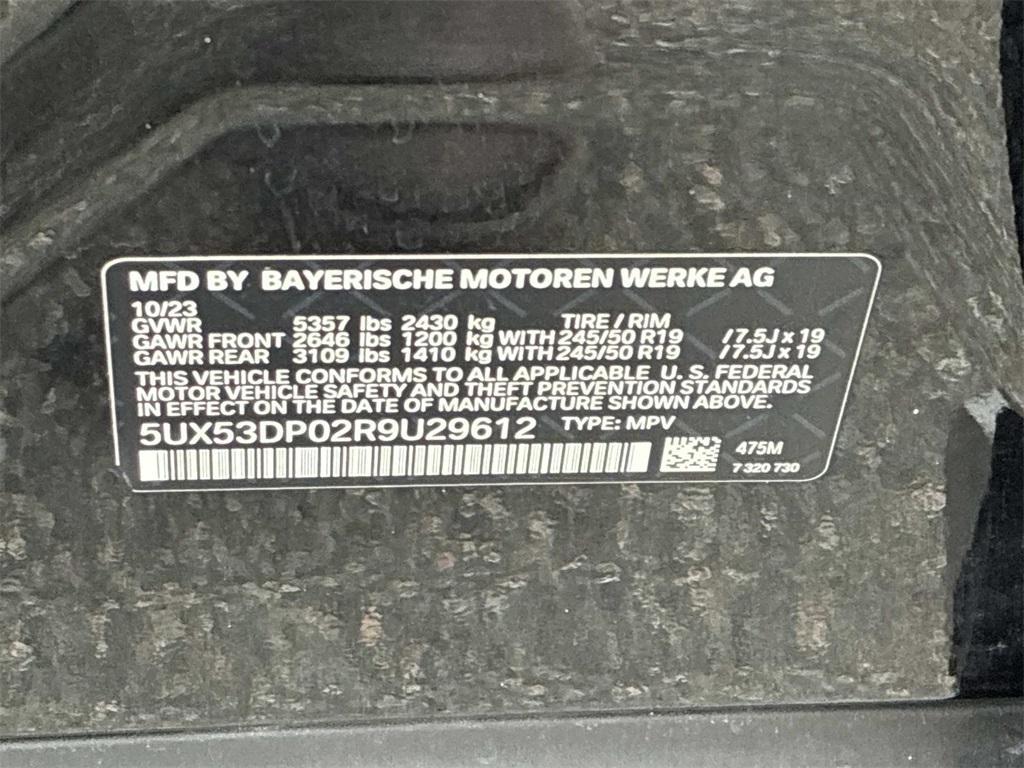 MFD BY BAYERISCHE MOTOREN WERKE AG
10/23
GVWR 5357 lbs 2430 kg TIRE / RIM
GAWR FRONT 2646 lbs 1200 kg WITH 245/50 R19 / 7.5J x 19
GAWR REAR 3109 lbs 1410 kg WITH 245/50 R19 / 7.5J x 19
THIS VEHICLE CONFORMS TO ALL APPLICABLE U. S. FEDERAL
MOTOR VEHICLE SAFETY AND THEFT PREVENTION STANDARDS
IN EFFECT ON THE DATE OF MANUFACTURE SHOWN ABOVE.
5UX53DP02R9U29612 TYPE: MPV
475M
7 320 730